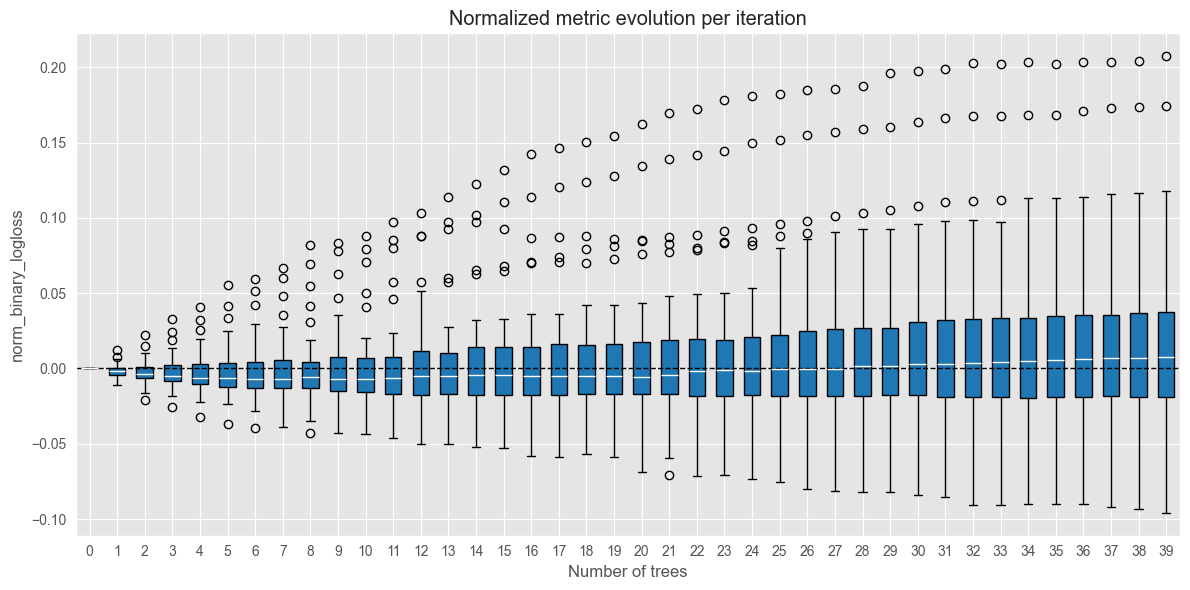 Normalized metric evolution per iteration
norm_binary_logloss
0.20
0.15
0.10
0.05
0.00
−0.05
−0.10
0 1 2 3 4 5 6 7 8 9 10 11 12 13 14 15 16 17 18 19 20 21 22 23 24 25 26 27 28 29 30 31 32 33 34 35 36 37 38 39
Number of trees